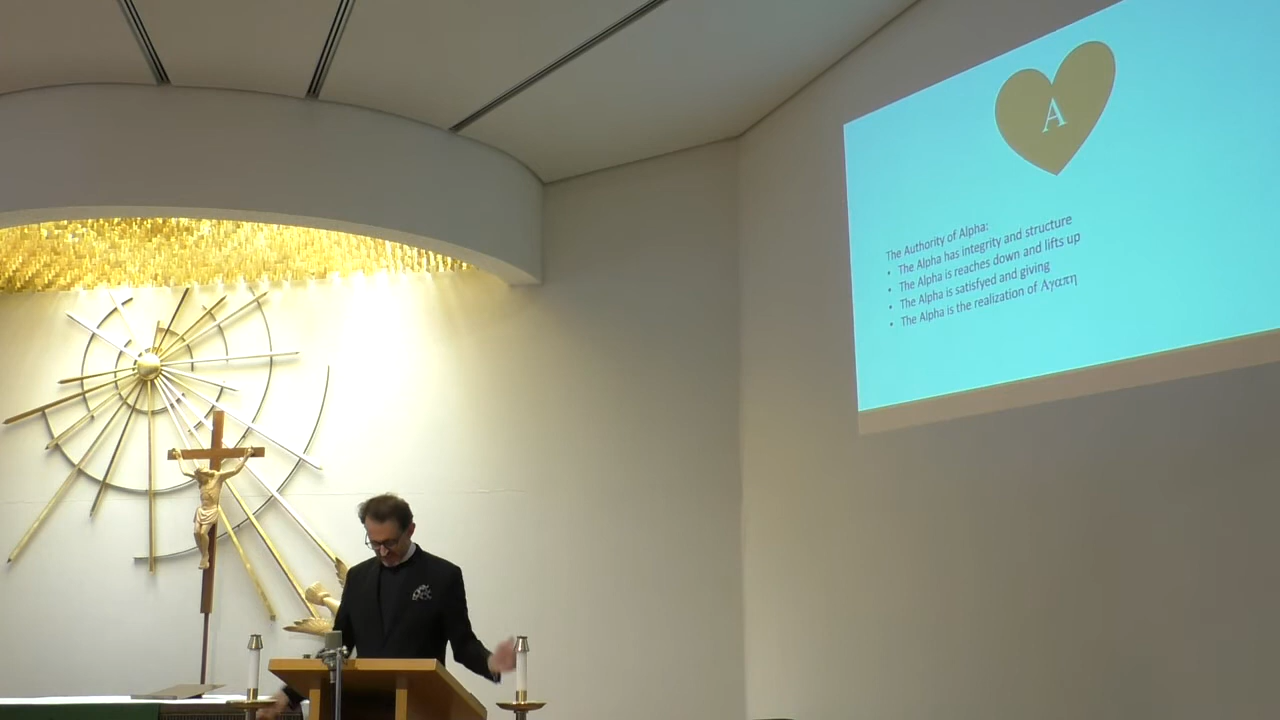 A
The Authority of Alpha:
• The Alpha has integrity and structure
• The Alpha is reaches down and lifts up
• The Alpha is satisfyed and giving
• The Alpha is the realization of Αγαπη